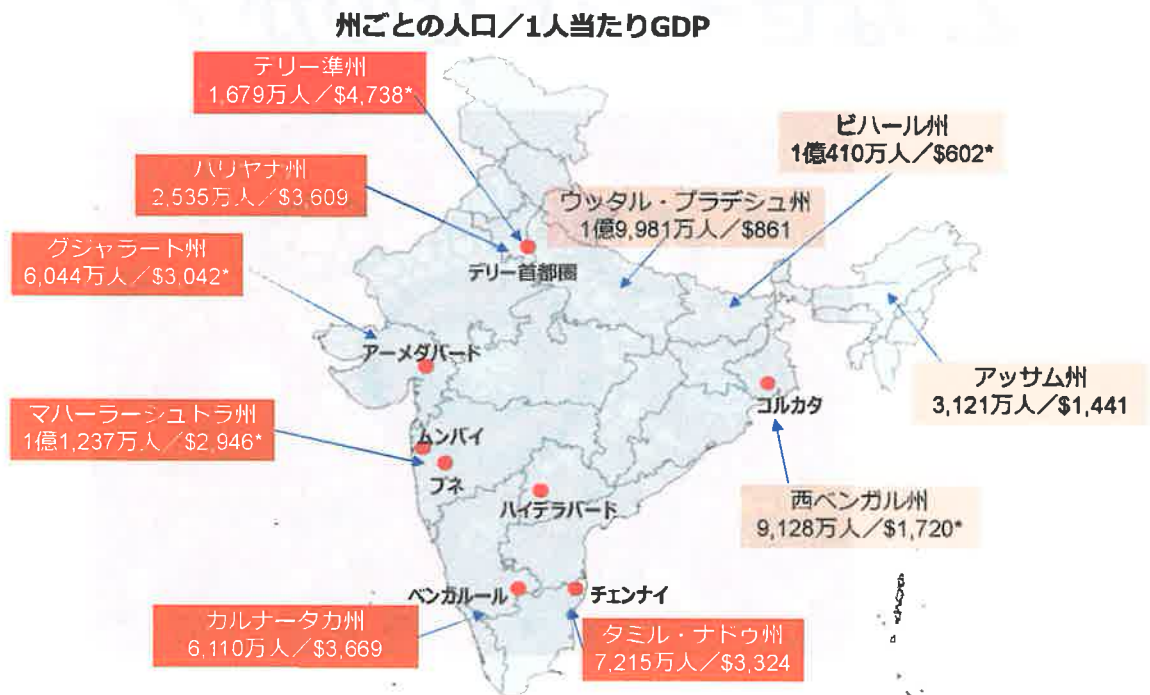 州ごとの人口/1人当たりGDP
デリー準州
1,679万人/$4,738*
ハリヤナ州
2,535万人/$3,609
グジャラート州
6,044万人/$3,042*
ビハール州
1億410万人/$602*
ウッタル・プラデシュ州
1億9,981万人/$861
デリー首都圏
アーメダバード
アッサム州
3,121万人/$1,441
コルカタ
マハーラーシュトラ州
1億1,237万人/$2,946*
ムンバイ
プネ
ハイデラバード
西ベンガル州
9,128万人/$1,720*
ベンガルール
チェンナイ
カルナータカ州
6,110万人/$3,669
タミル・ナドゥ州
7,215万人/$3,324